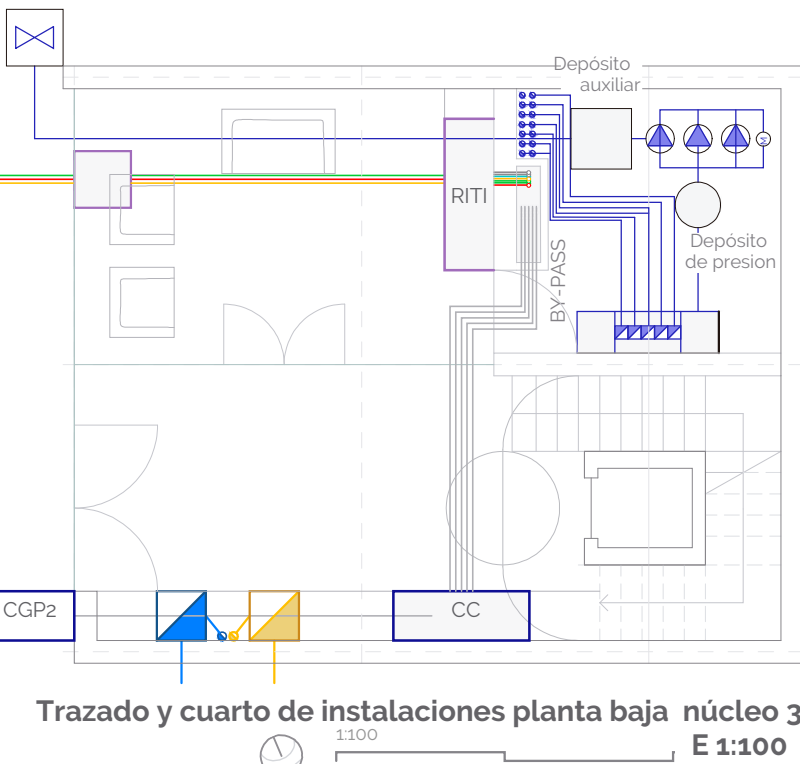 Depósito
auxiliar
M
RITI
BY-PASS
Depósito
de presion
CGP2
CC
Trazado y cuarto de instalaciones planta baja núcleo 3
1:100
E 1:100